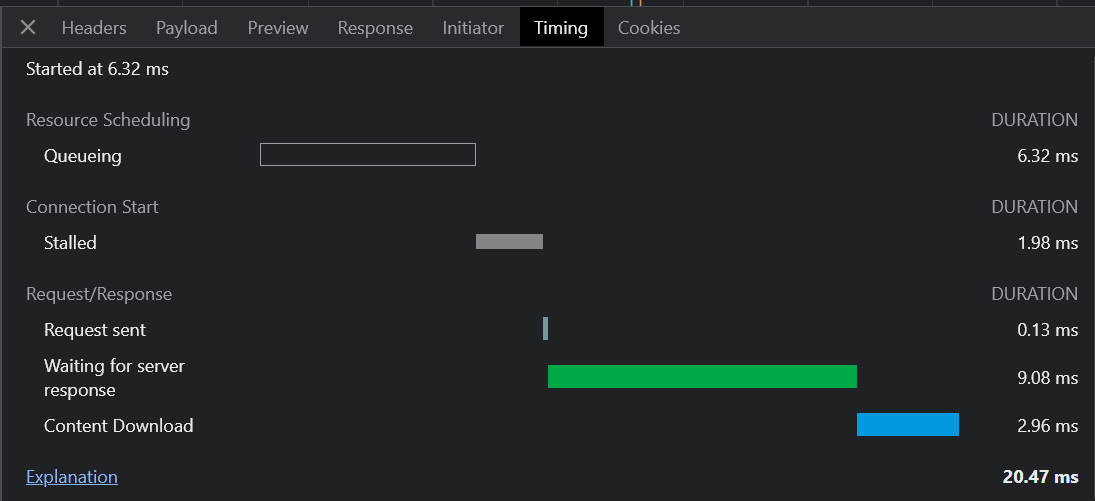 Headers Payload Preview Response Initiator Timing Cookies
Started at 6.32 ms
Resource Scheduling DURATION
Queueing 6.32 ms
Connection Start DURATION
Stalled 1.98 ms
Request/Response DURATION
Request sent 0.13 ms
Waiting for server
response 9.08 ms
Content Download 2.96 ms
Explanation 20.47 ms